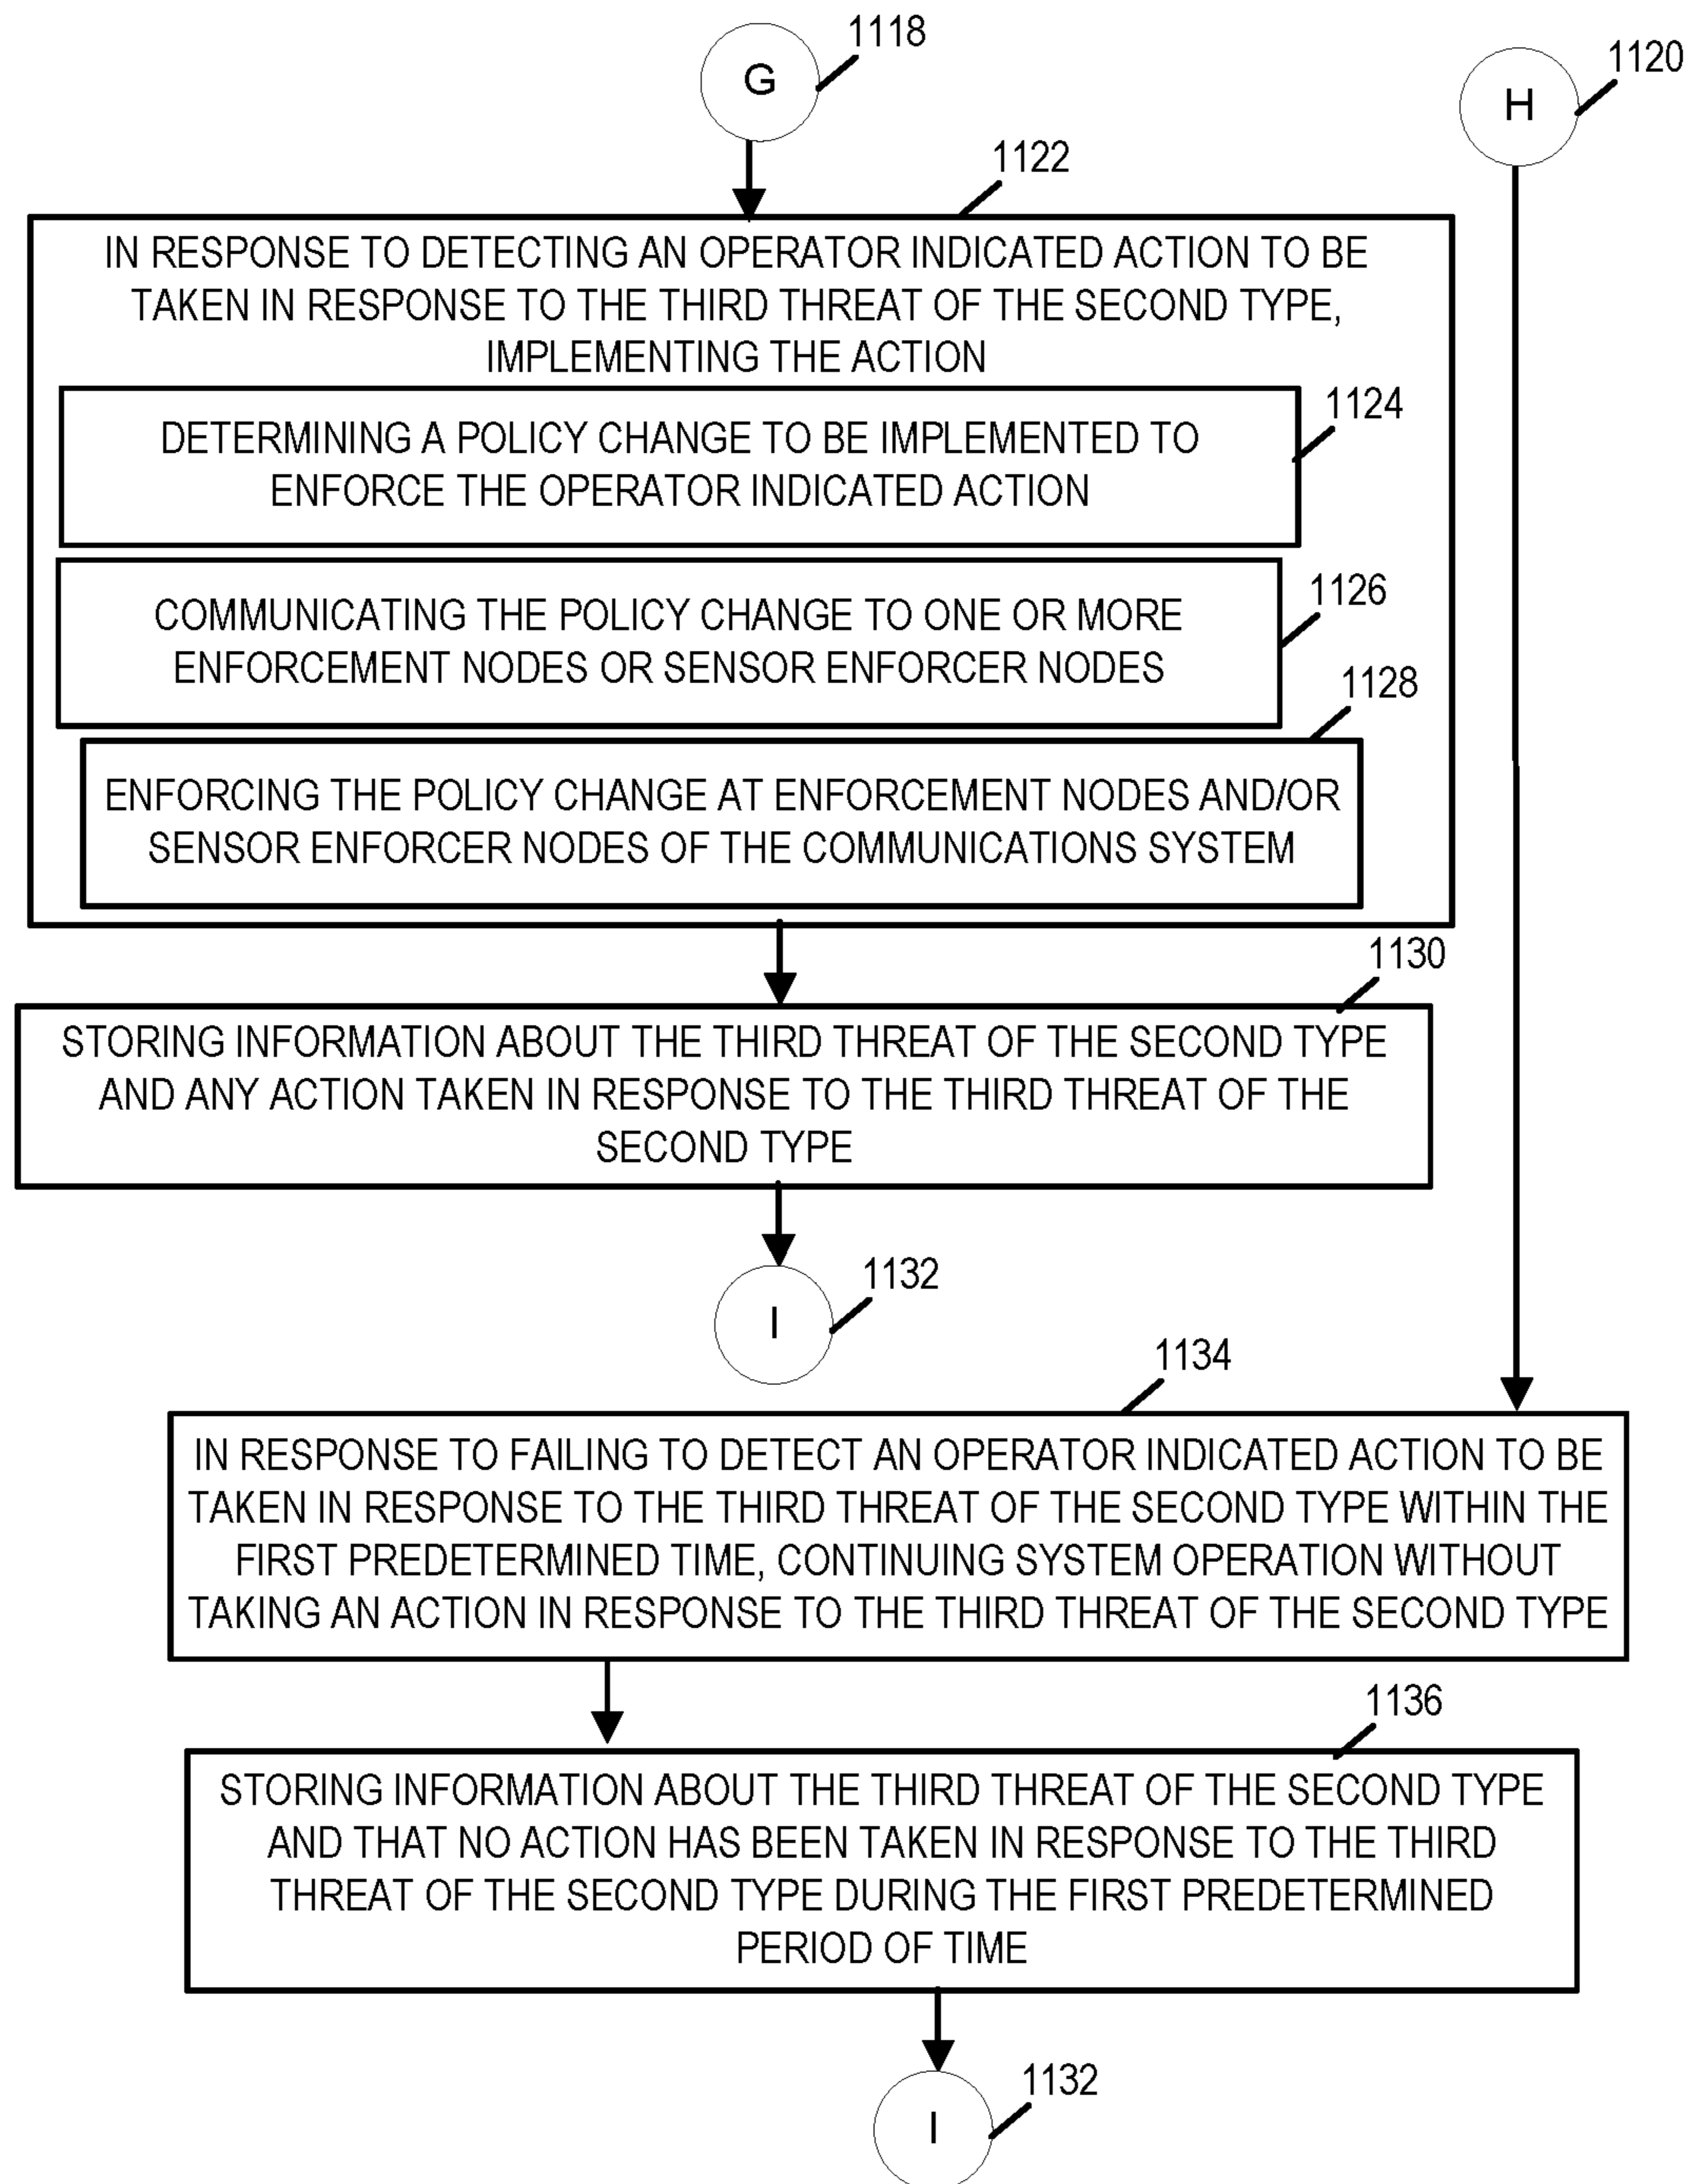 G
1118
H
1120
1122
IN RESPONSE TO DETECTING AN OPERATOR INDICATED ACTION TO BE
TAKEN IN RESPONSE TO THE THIRD THREAT OF THE SECOND TYPE,
IMPLEMENTING THE ACTION
1124
DETERMINING A POLICY CHANGE TO BE IMPLEMENTED TO
ENFORCE THE OPERATOR INDICATED ACTION
1126
COMMUNICATING THE POLICY CHANGE TO ONE OR MORE
ENFORCEMENT NODES OR SENSOR ENFORCER NODES
1128
ENFORCING THE POLICY CHANGE AT ENFORCEMENT NODES AND/OR
SENSOR ENFORCER NODES OF THE COMMUNICATIONS SYSTEM
1130
STORING INFORMATION ABOUT THE THIRD THREAT OF THE SECOND TYPE
AND ANY ACTION TAKEN IN RESPONSE TO THE THIRD THREAT OF THE
SECOND TYPE
I
1132
1134
IN RESPONSE TO FAILING TO DETECT AN OPERATOR INDICATED ACTION TO BE
TAKEN IN RESPONSE TO THE THIRD THREAT OF THE SECOND TYPE WITHIN THE
FIRST PREDETERMINED TIME, CONTINUING SYSTEM OPERATION WITHOUT
TAKING AN ACTION IN RESPONSE TO THE THIRD THREAT OF THE SECOND TYPE
1136
STORING INFORMATION ABOUT THE THIRD THREAT OF THE SECOND TYPE
AND THAT NO ACTION HAS BEEN TAKEN IN RESPONSE TO THE THIRD
THREAT OF THE SECOND TYPE DURING THE FIRST PREDETERMINED
PERIOD OF TIME
I
1132